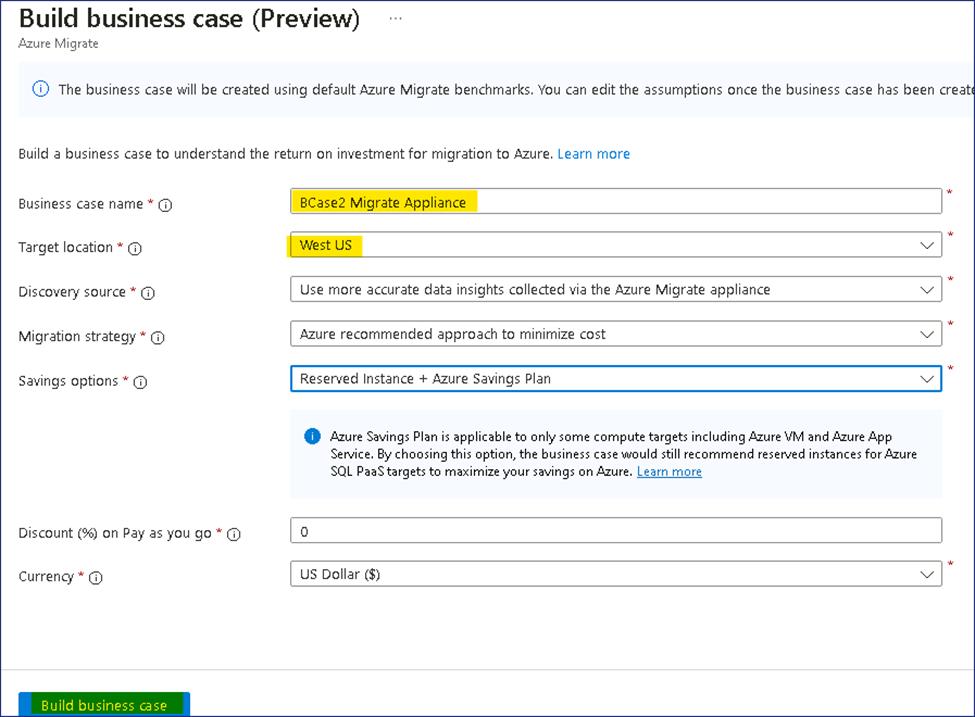 Build business case (Preview) ...
Azure Migrate
The business case will be created using default Azure Migrate benchmarks. You can edit the assumptions once the business case has been create
Build a business case to understand the return on investment for migration to Azure. Learn more
Business case name * BCase2 Migrate Appliance *
Target location * West US *
Discovery source * Use more accurate data insights collected via the Azure Migrate appliance *
Migration strategy * Azure recommended approach to minimize cost *
Savings options * Reserved Instance + Azure Savings Plan *
Azure Savings Plan is applicable to only some compute targets including Azure VM and Azure App
Service. By choosing this option, the business case would still recommend reserved instances for Azure
SQL PaaS targets to maximize your savings on Azure. Learn more
Discount (%) on Pay as you go * 0
Currency * US Dollar ($) *
Build business case